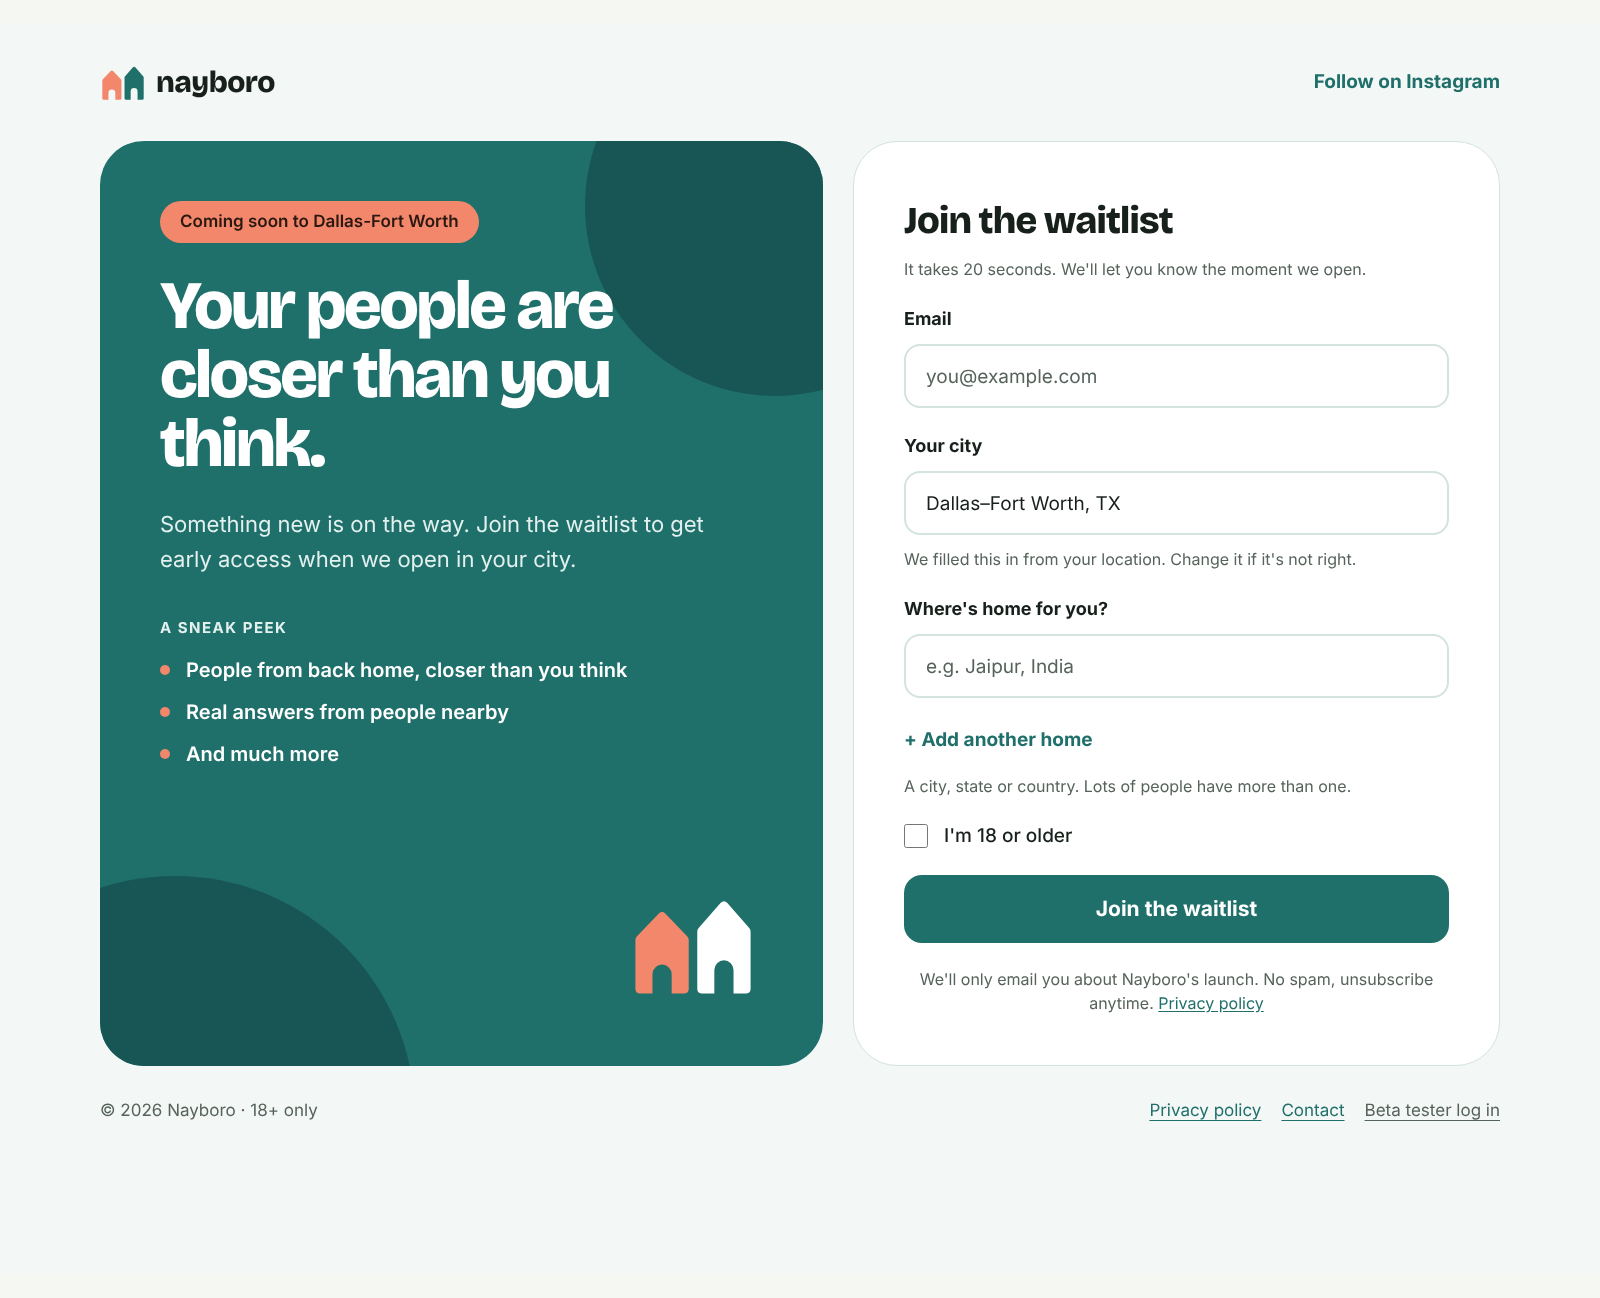 nayboro
Follow on Instagram
Coming soon to Dallas-Fort Worth
Your people are
closer than you
think.
Something new is on the way. Join the waitlist to get
early access when we open in your city.
A SNEAK PEEK
People from back home, closer than you think
Real answers from people nearby
And much more
Join the waitlist
It takes 20 seconds. We'll let you know the moment we open.
Email
you@example.com
Your city
Dallas–Fort Worth, TX
We filled this in from your location. Change it if it's not right.
Where's home for you?
e.g. Jaipur, India
+ Add another home
A city, state or country. Lots of people have more than one.
I'm 18 or older
Join the waitlist
We'll only email you about Nayboro's launch. No spam, unsubscribe
anytime. Privacy policy
© 2026 Nayboro · 18+ only
Privacy policy Contact Beta tester log in